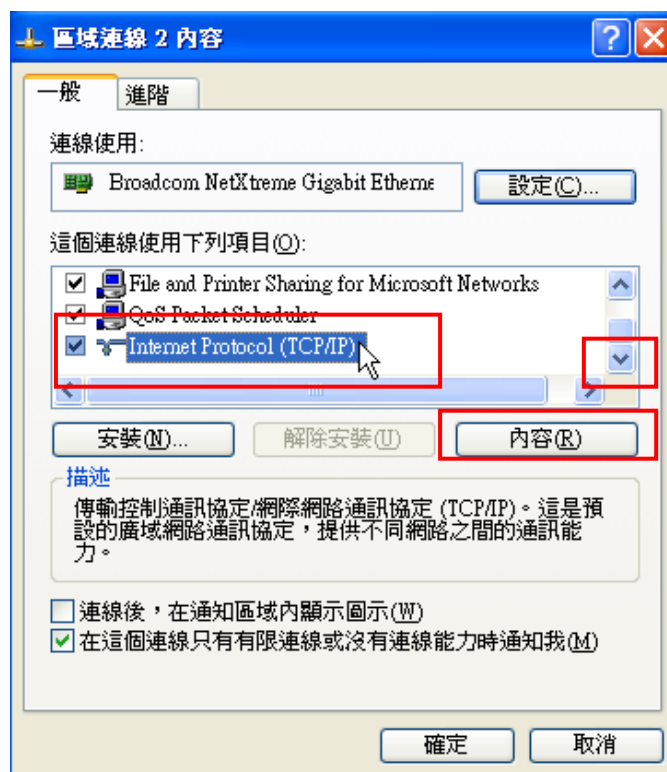 區域連線 2 內容
一般
進階
連線使用:
Broadcom NetXtreme Gigabit Etherne
設定(C)...
這個連線使用下列項目(O):
File and Printer Sharing for Microsoft Networks
QoS Packet Scheduler
Internet Protocol (TCP/IP)
安裝(N)...
解除安裝(U)
內容(R)
描述
傳輸控制通訊協定/網際網路通訊協定 (TCP/IP)。這是預
設的廣域網路通訊協定，提供不同網路之間的通訊能
力。
連線後，在通知區域內顯示圖示(W)
在這個連線只有有限連線或沒有連線能力時通知我(M)
確定
取消